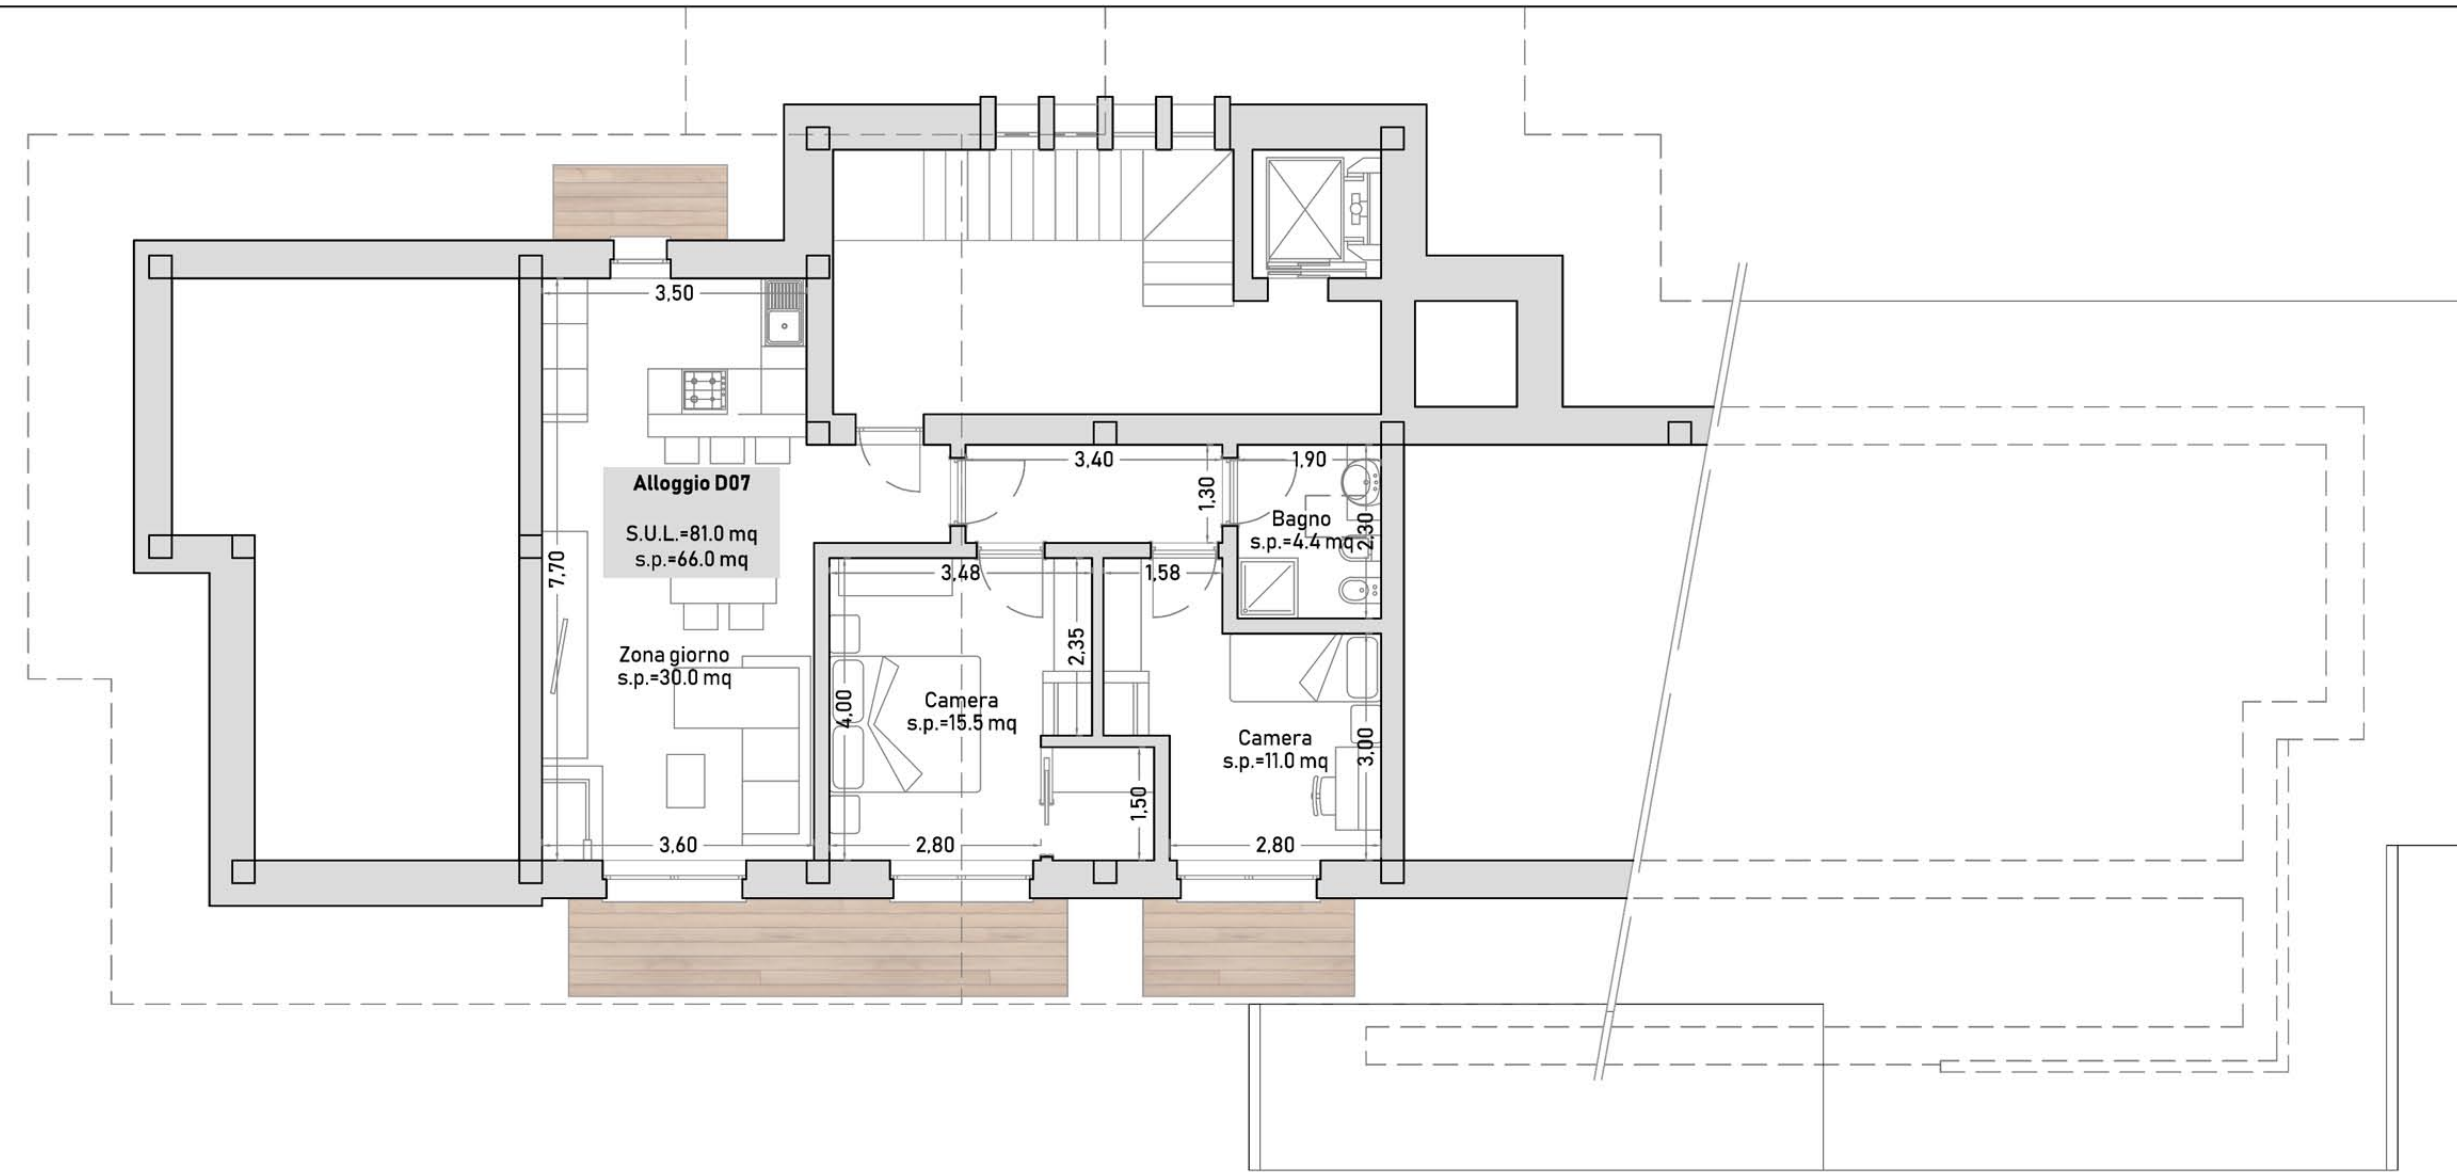 3,50
3,40
1,90
Alloggio D07
1,30
S.U.L.=81.0 mq
s.p.=66.0 mq
Bagno
s.p.=4.4 mq
2,30
7,70
3,48
1,58
2,35
Zona giorno
s.p.=30.0 mq
4,00
Camera
s.p.=15.5 mq
Camera
s.p.=11.0 mq
3,00
1,50
3,60
2,80
2,80